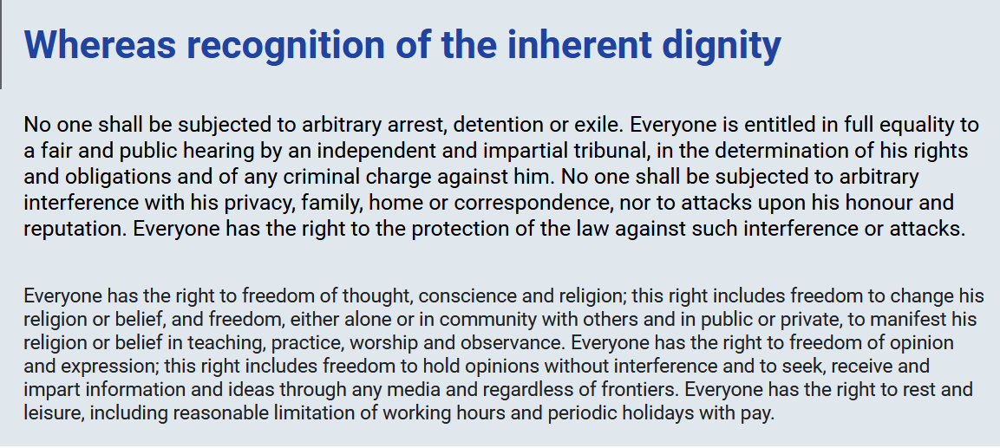 Whereas recognition of the inherent dignity
No one shall be subjected to arbitrary arrest, detention or exile. Everyone is entitled in full equality to
a fair and public hearing by an independent and impartial tribunal, in the determination of his rights
and obligations and of any criminal charge against him. No one shall be subjected to arbitrary
interference with his privacy, family, home or correspondence, nor to attacks upon his honour and
reputation. Everyone has the right to the protection of the law against such interference or attacks.
Everyone has the right to freedom of thought, conscience and religion; this right includes freedom to change his
religion or belief, and freedom, either alone or in community with others and in public or private, to manifest his
religion or belief in teaching, practice, worship and observance. Everyone has the right to freedom of opinion
and expression; this right includes freedom to hold opinions without interference and to seek, receive and
impart information and ideas through any media and regardless of frontiers. Everyone has the right to rest and
leisure, including reasonable limitation of working hours and periodic holidays with pay.